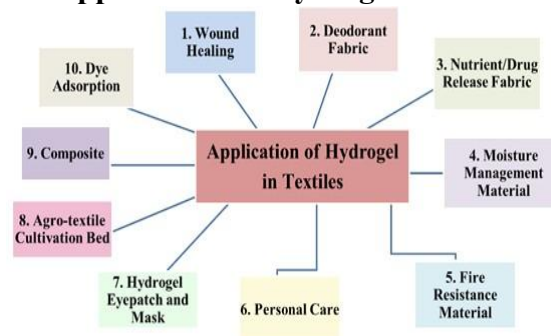 1. Wound
Healing
2. Deodorant
Fabric
3. Nutrient/Drug
Release Fabric
4. Moisture
Management
Material
5. Fire
Resistance
Material
6. Personal Care
7. Hydrogel
Eyepatch and
Mask
8. Agro-textile
Cultivation Bed
9. Composite
10. Dye
Adsorption
Application of Hydrogel
in Textiles